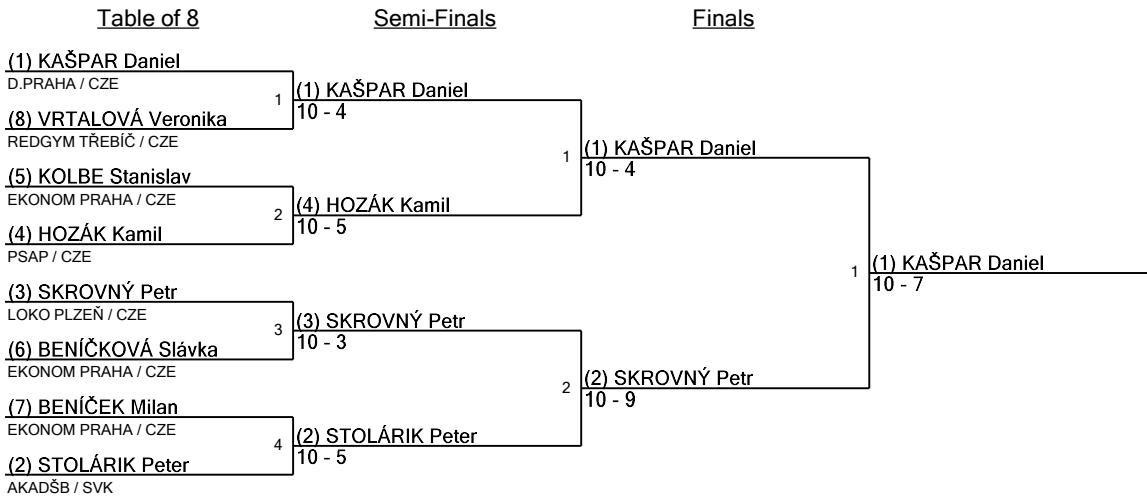 Table of 8 Semi-Finals Finals
(1) KAŠPAR Daniel
D.PRAHA / CZE
1
(1) KAŠPAR Daniel
10 - 4
(8) VRTALOVÁ Veronika
REDGYM TŘEBÍČ / CZE
1
(1) KAŠPAR Daniel
10 - 4
(5) KOLBE Stanislav
EKONOM PRAHA / CZE
2
(4) HOZÁK Kamil
10 - 5
(4) HOZÁK Kamil
PSAP / CZE
1
(1) KAŠPAR Daniel
10 - 7
(3) SKROVNÝ Petr
LOKO PLZEŇ / CZE
3
(3) SKROVNÝ Petr
10 - 3
(6) BENÍČKOVÁ Slávka
EKONOM PRAHA / CZE
2
(2) SKROVNÝ Petr
10 - 9
(7) BENÍČEK Milan
EKONOM PRAHA / CZE
4
(2) STOLÁRIK Peter
10 - 5
(2) STOLÁRIK Peter
AKADŠB / SVK